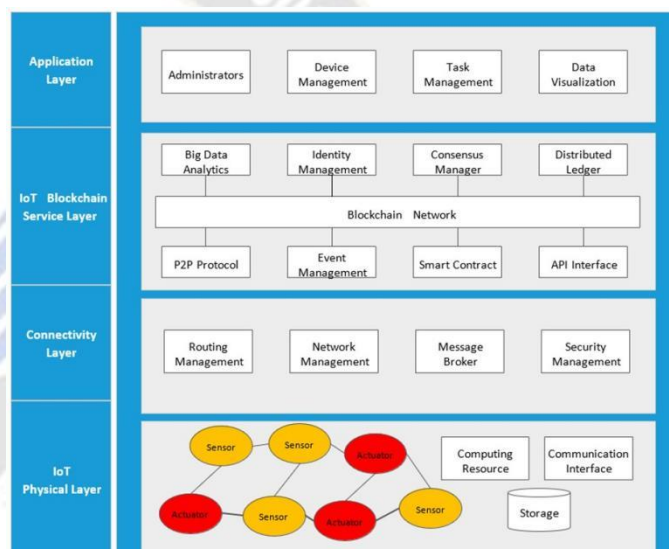 Application
Layer
Administrators
Device
Management
Task
Management
Data
Visualization
IoT Blockchain
Service Layer
Big Data
Analytics
Identity
Management
Consensus
Manager
Distributed
Ledger
Blockchain Network
P2P Protocol
Event
Management
Smart Contract
API Interface
Connectivity
Layer
Routing
Management
Network
Management
Message
Broker
Security
Management
IoT
Physical Layer
Sensor
Sensor
Actuator
Actuator
Sensor
Actuator
Sensor
Computing
Resource
Communication
Interface
Storage